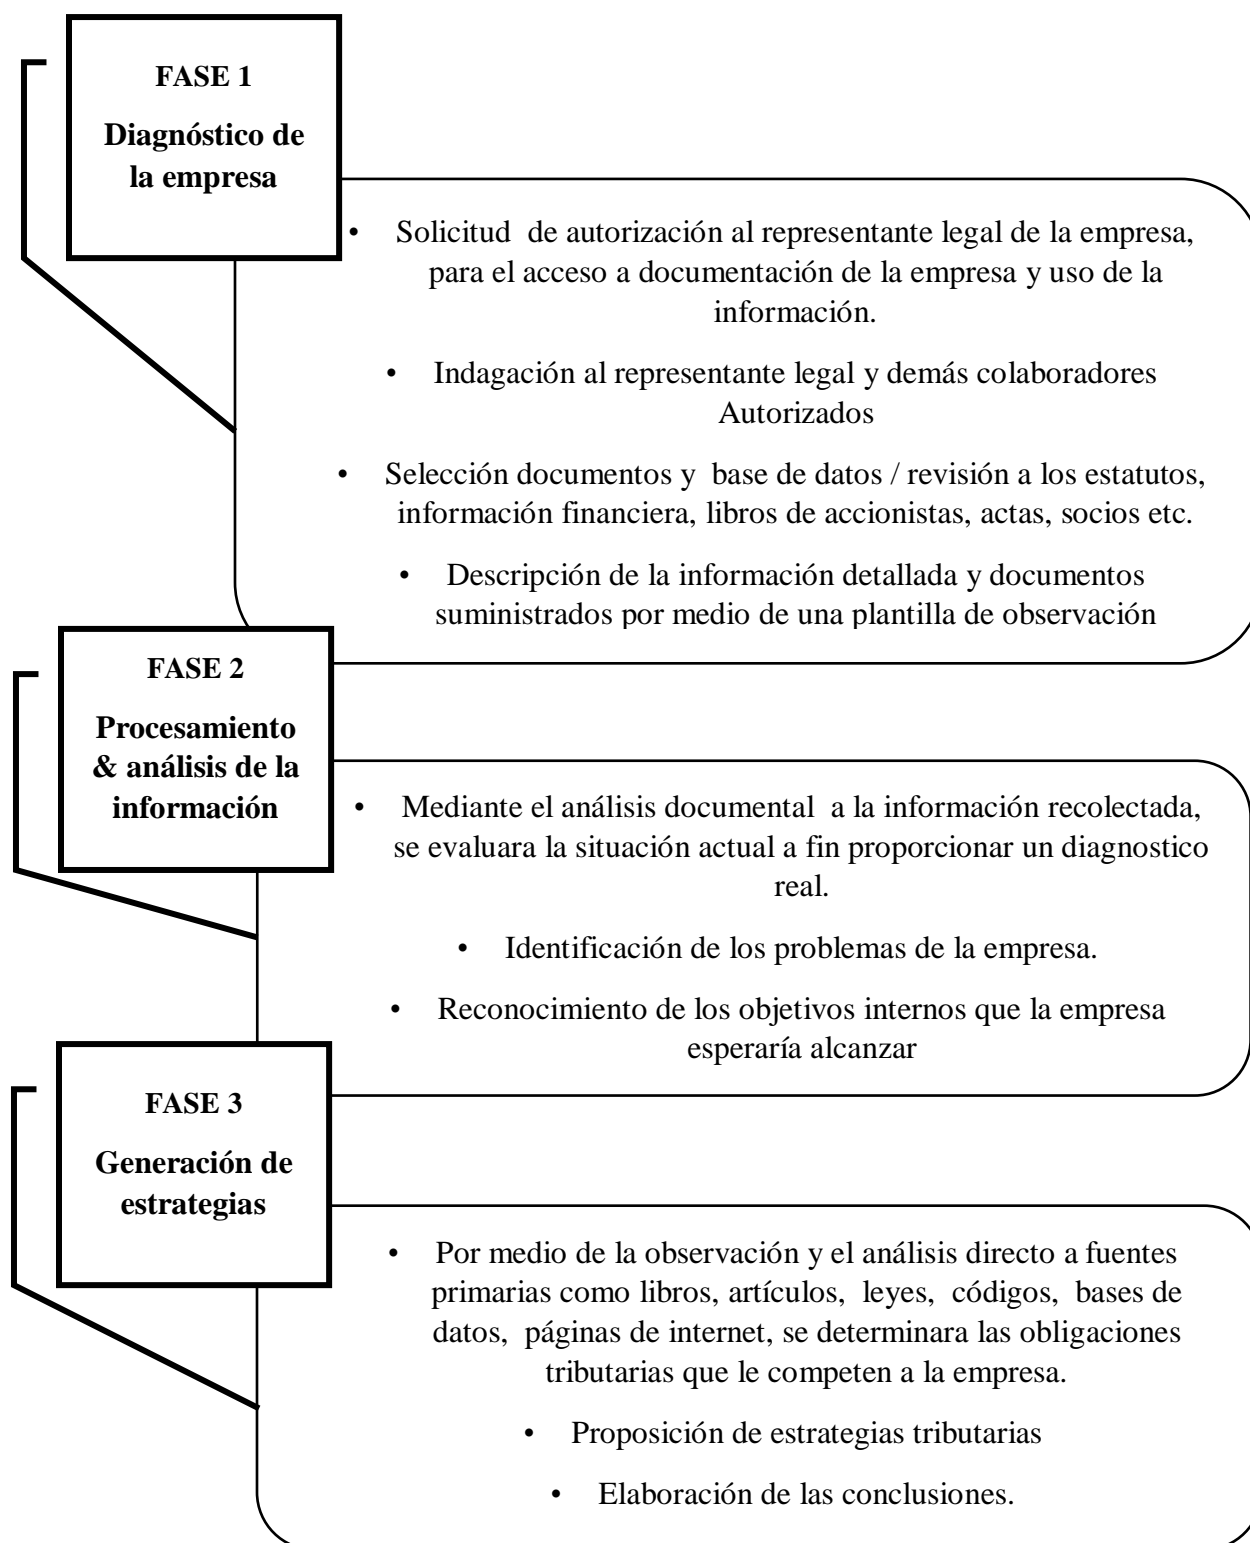 FASE 1
Diagnóstico de
la empresa
• Solicitud de autorización al representante legal de la empresa,
para el acceso a documentación de la empresa y uso de la
información.
• Indagación al representante legal y demás colaboradores
Autorizados
• Selección documentos y base de datos / revisión a los estatutos,
información financiera, libros de accionistas, actas, socios etc.
• Descripción de la información detallada y documentos
suministrados por medio de una plantilla de observación
FASE 2
Procesamiento
& análisis de la
información
• Mediante el análisis documental a la información recolectada,
se evaluara la situación actual a fin proporcionar un diagnostico
real.
• Identificación de los problemas de la empresa.
• Reconocimiento de los objetivos internos que la empresa
esperaría alcanzar
FASE 3
Generación de
estrategias
• Por medio de la observación y el análisis directo a fuentes
primarias como libros, artículos, leyes, códigos, bases de
datos, páginas de internet, se determinara las obligaciones
tributarias que le competen a la empresa.
• Proposición de estrategias tributarias
• Elaboración de las conclusiones.